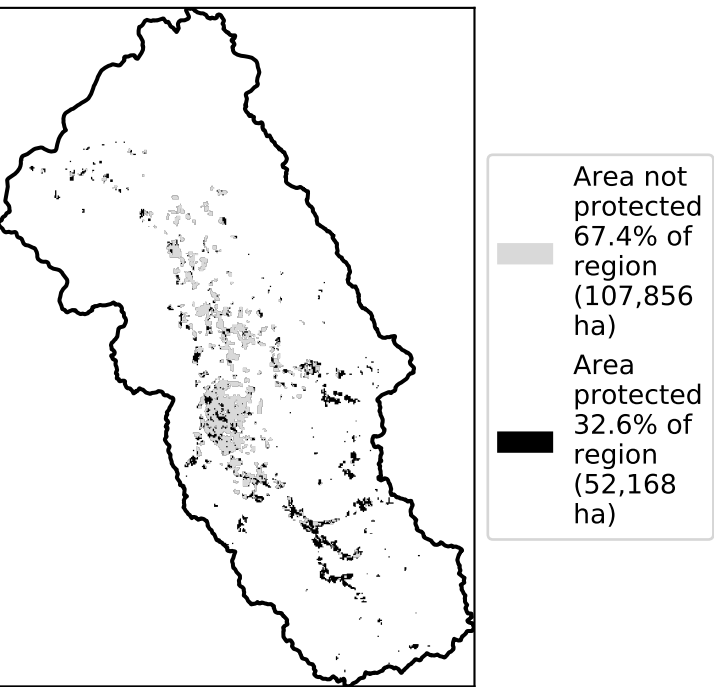 Area not
protected
67.4% of
region
(107,856
ha)
Area
protected
32.6% of
region
(52,168
ha)